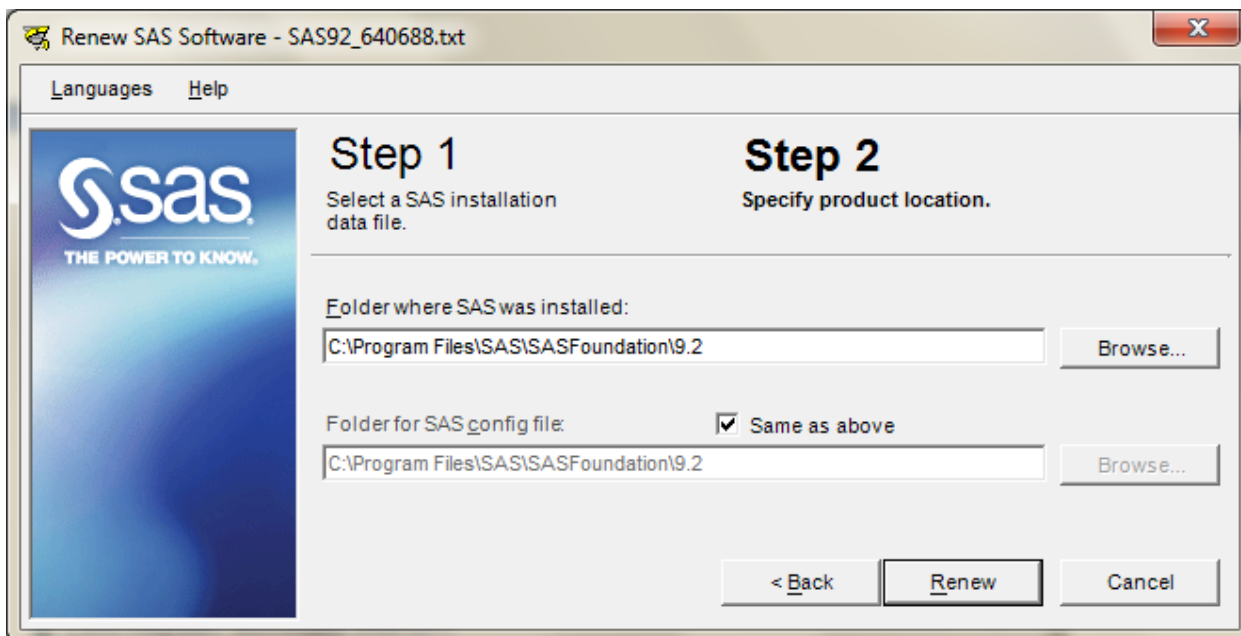 Renew SAS Software - SAS92_640688.txt
Languages Help
sas
THE POWER TO KNOW.
Step 1
Select a SAS installation
data file.
Step 2
Specify product location.
Folder where SAS was installed:
C:\Program Files\SAS\SASFoundation\9.2
Browse...
Folder for SAS config file:
Same as above
C:\Program Files\SAS\SASFoundation\9.2
Browse...
< Back
Renew
Cancel